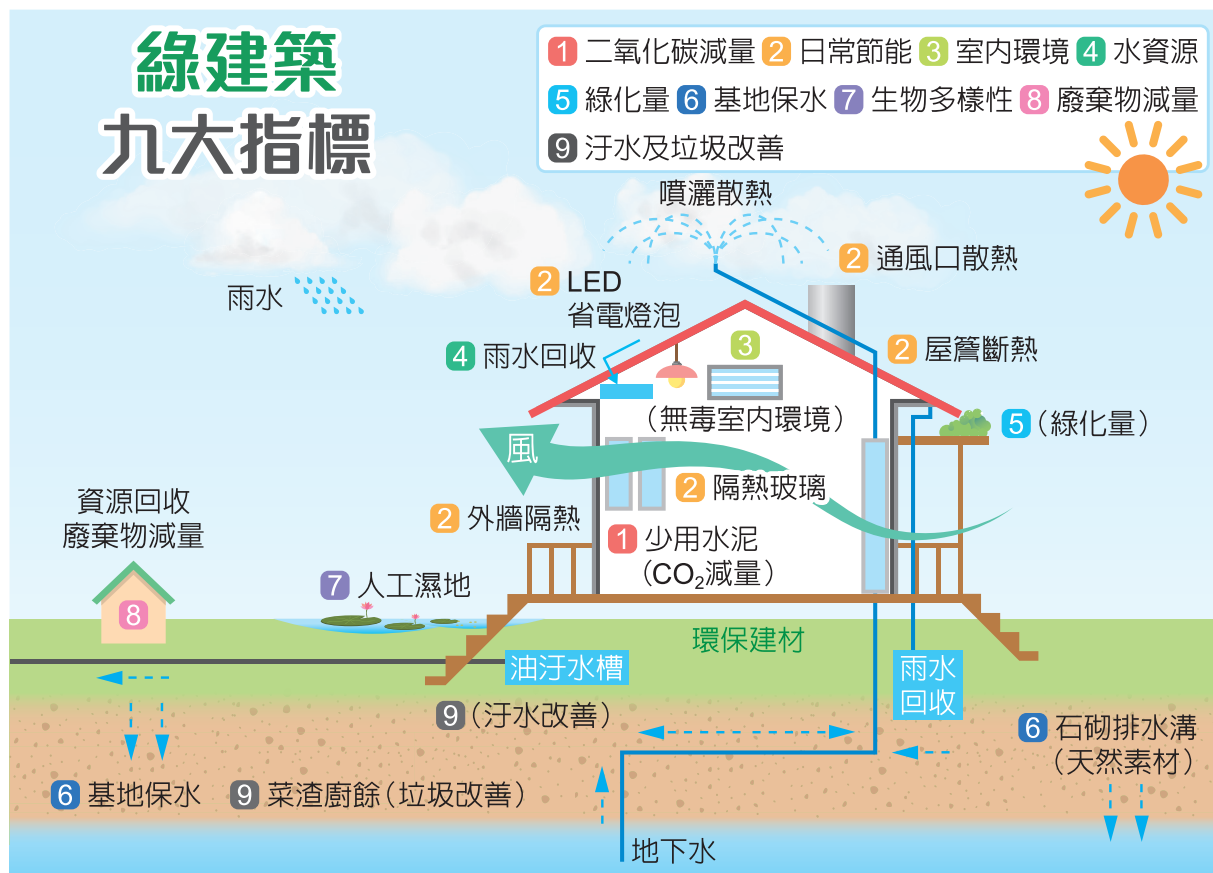 綠建築
九大指標
1 二氧化碳減量 2 日常節能 3 室內環境 4 水資源
5 綠化量 6 基地保水 7 生物多樣性 8 廢棄物減量
9 汙水及垃圾改善
噴灑散熱
2 通風口散熱
雨水
2 LED
省電燈泡
4 雨水回收
3
(無毒室內環境)
2 屋簷斷熱
5 (綠化量)
風
2 隔熱玻璃
2 外牆隔熱
1 少用水泥
(CO₂減量)
資源回收
廢棄物減量
8
7 人工濕地
環保建材
油汙水槽
雨水
回收
9 (汙水改善)
6 石砌排水溝
(天然素材)
6 基地保水
9 菜渣廚餘(垃圾改善)
地下水